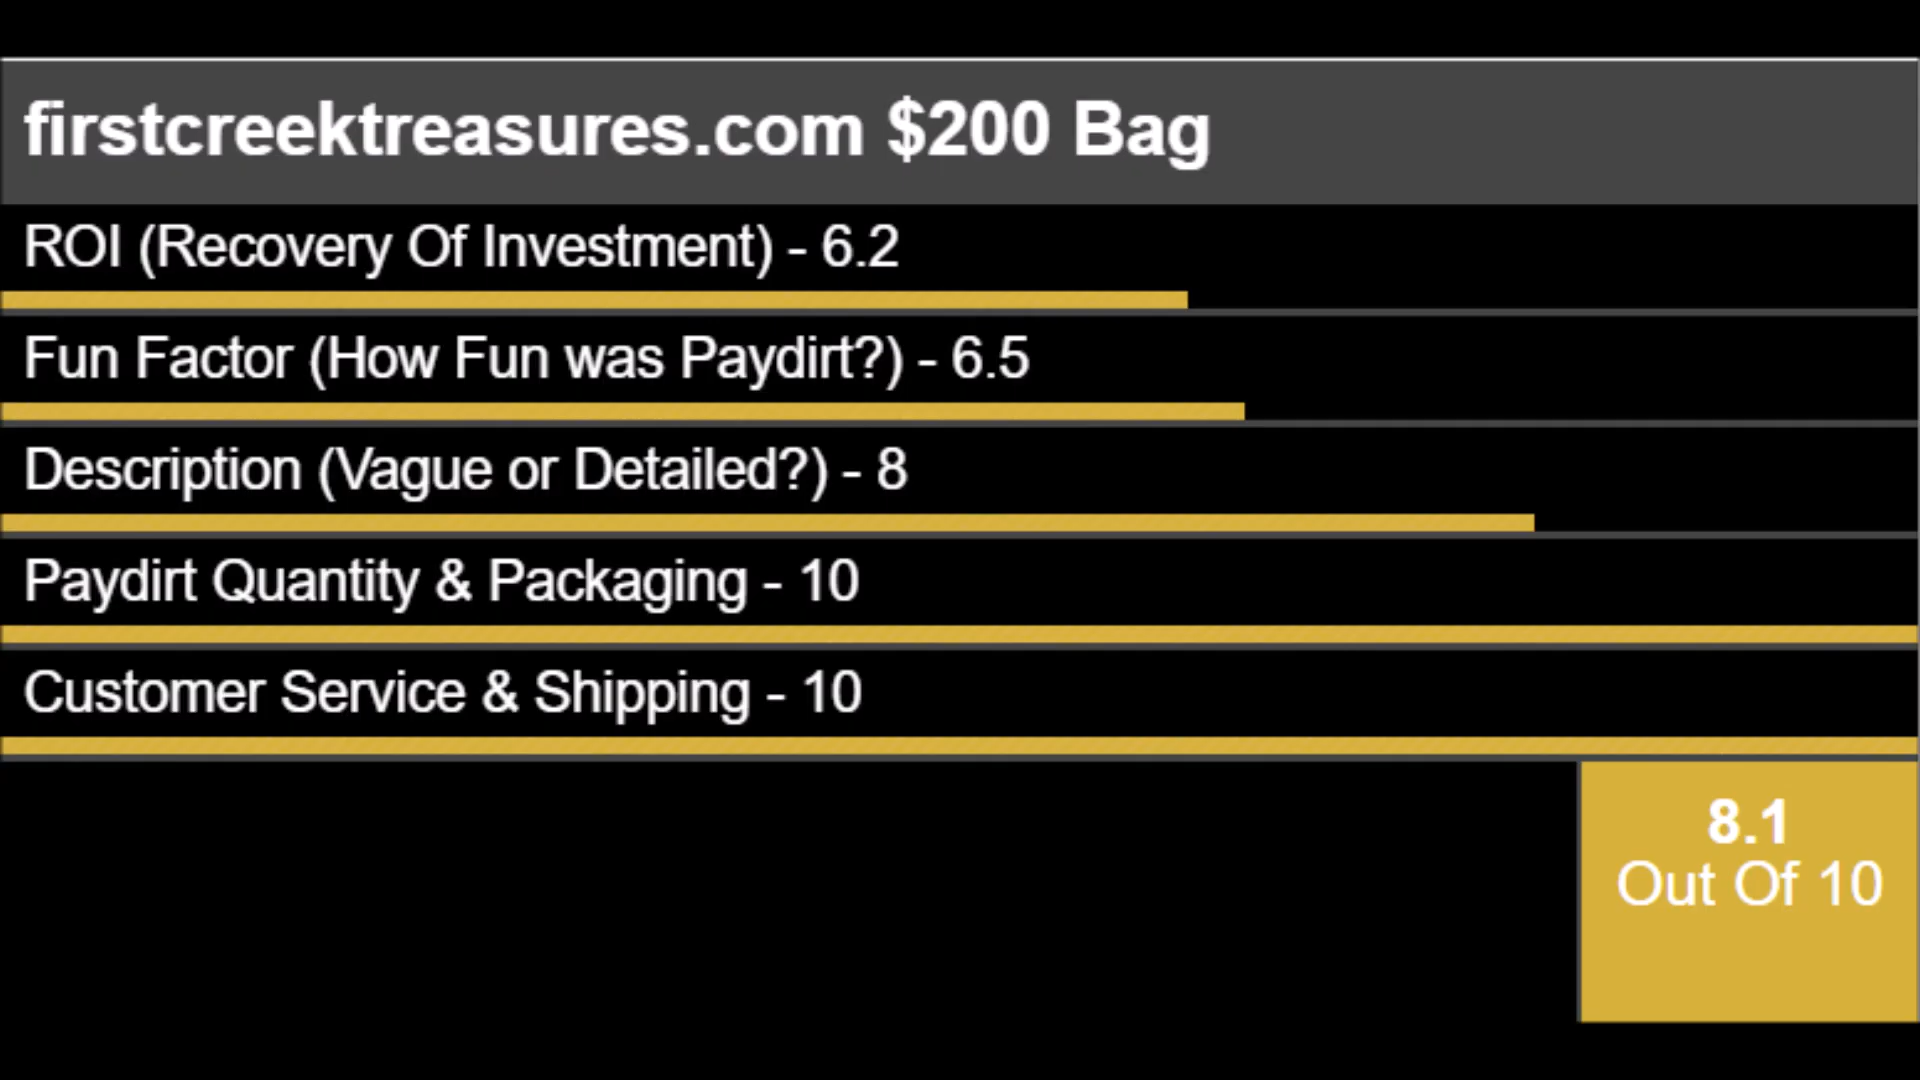 firstcreektreasures.com $200 Bag
ROI (Recovery Of Investment) - 6.2
Fun Factor (How Fun was Paydirt?) - 6.5
Description (Vague or Detailed?) - 8
Paydirt Quantity & Packaging - 10
Customer Service & Shipping - 10
8.1
Out Of 10